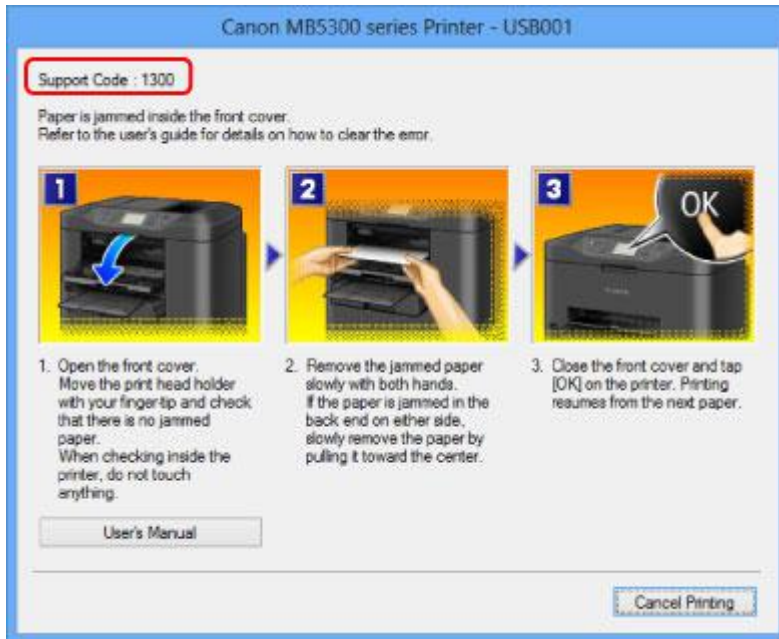 Canon MB5300 series Printer - USB001
Support Code : 1300
Paper is jammed inside the front cover.
Refer to the user's guide for details on how to clear the error.
1
2
3
OK
1. Open the front cover.
Move the print head holder
with your finger-tip and check
that there is no jammed
paper.
When checking inside the
printer, do not touch
anything.
2. Remove the jammed paper
slowly with both hands.
If the paper is jammed in the
back end on either side,
slowly remove the paper by
pulling it toward the center.
3. Close the front cover and tap
[OK] on the printer. Printing
resumes from the next paper.
User's Manual
Cancel Printing